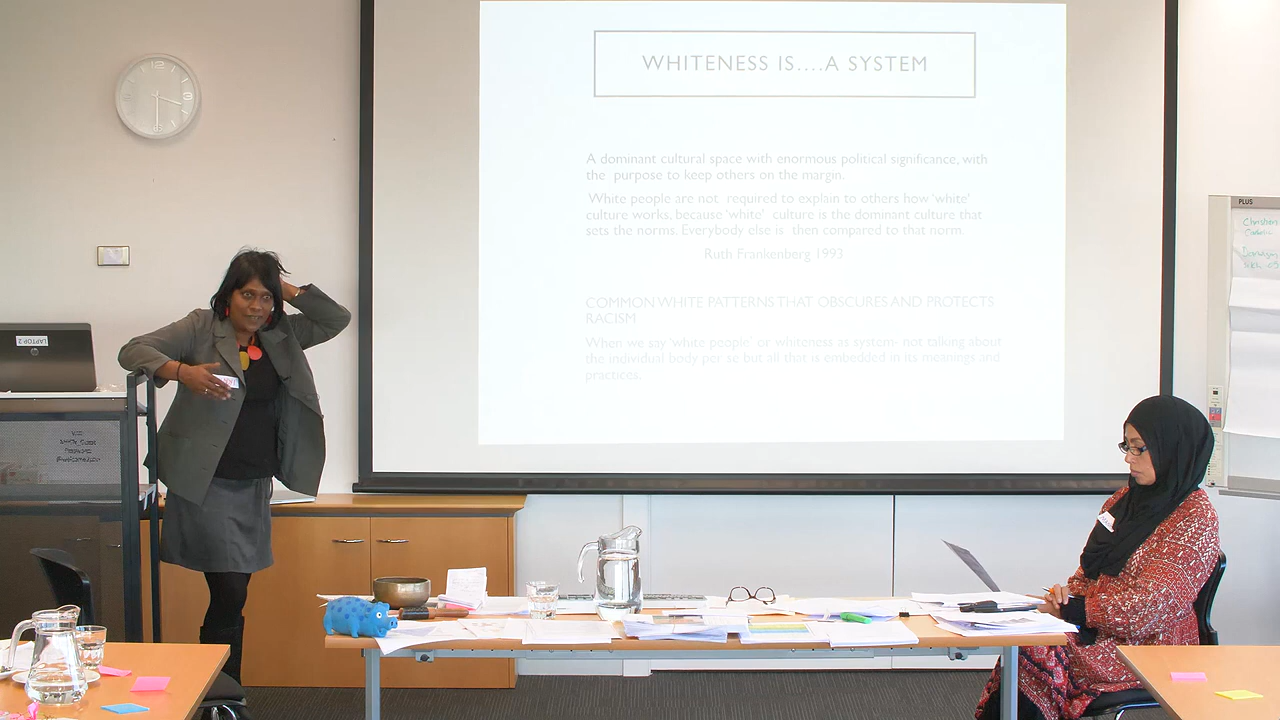 WHITENESS IS....A SYSTEM
A dominant cultural space with enormous political significance, with
the purpose to keep others on the margin.
White people are not required to explain to others how 'white'
culture works, because 'white' culture is the dominant culture that
sets the norms. Everybody else is then compared to that norm.
Ruth Frankenberg 1993
COMMON WHITE PATTERNS THAT OBSCURES AND PROTECTS
RACISM
When we say 'white people' or whiteness as system- not talking about
the individual body per se but all that is embedded in its meanings and
practices.
PLUS
LAPTOP 2